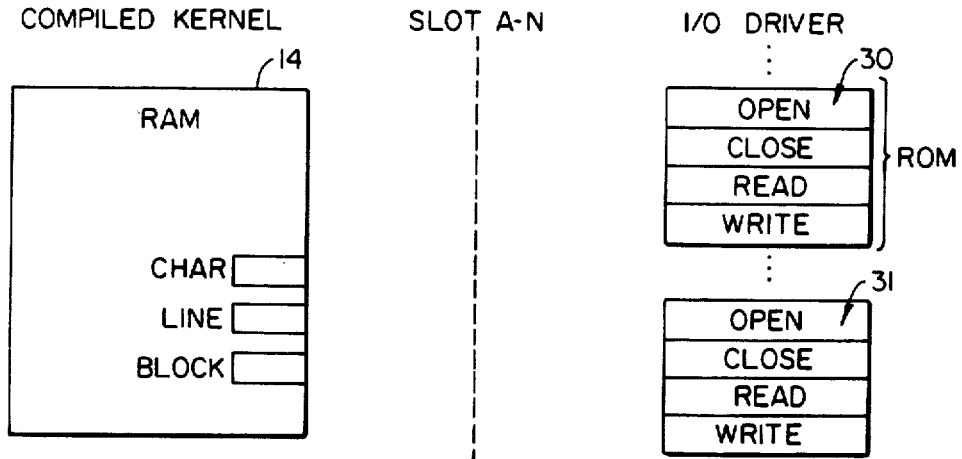 COMPILED KERNEL
SLOT A-N
I/O DRIVER
14
RAM
CHAR
LINE
BLOCK
30
OPEN
CLOSE
READ
WRITE
ROM
31
OPEN
CLOSE
READ
WRITE